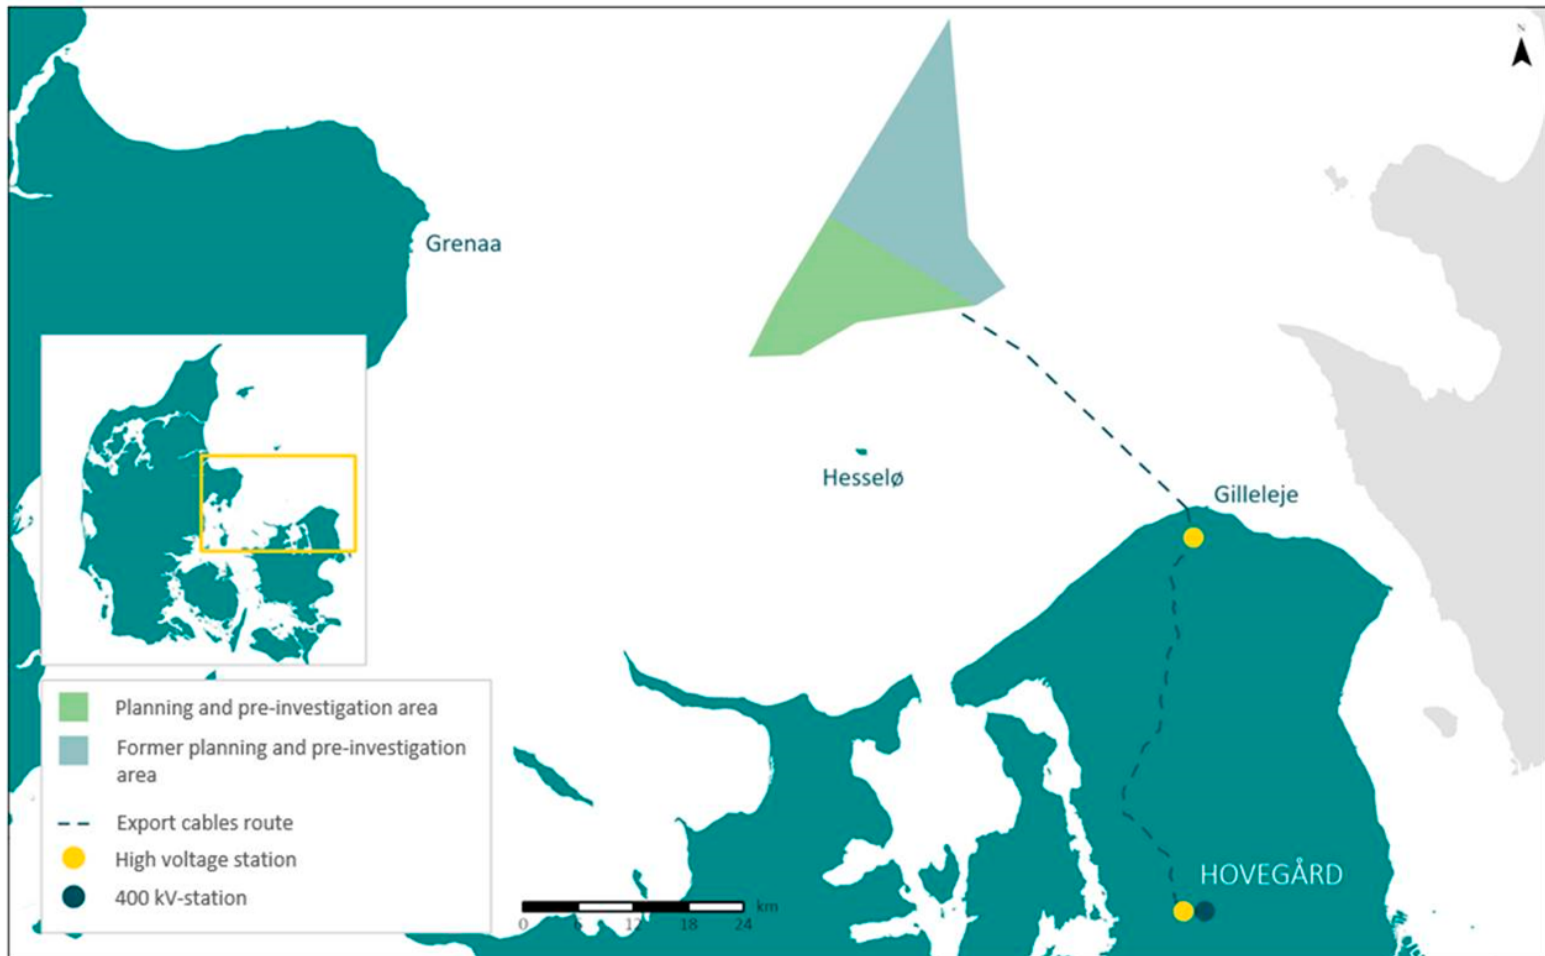 N
Grenaa
Hesselø
Gilleleje
Planning and pre-investigation area
Former planning and pre-investigation
area
Export cables route
High voltage station
400 kV-station
HOVEGÅRD
km
0 6 12 18 24